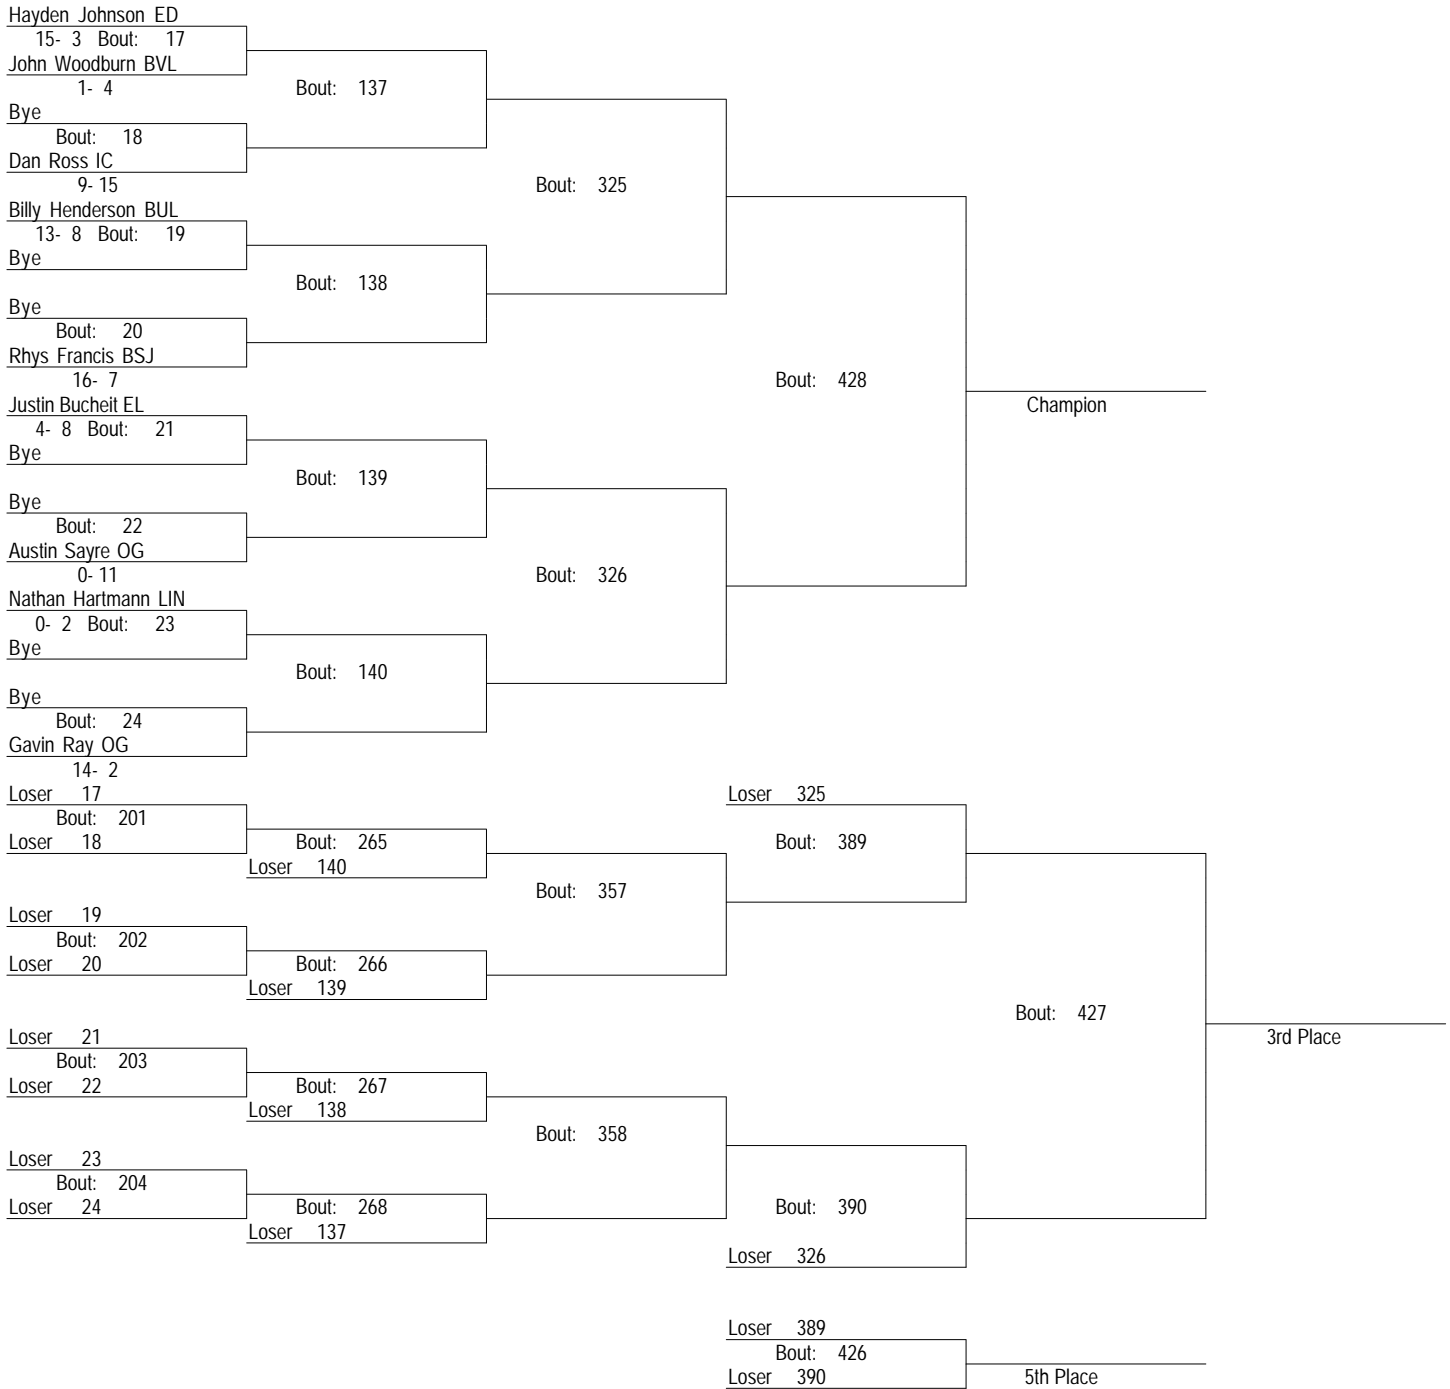 Hayden Johnson ED
15- 3 Bout: 17
John Woodburn BVL
1- 4
Bout: 137
Bye
Bout: 18
Dan Ross IC
9- 15
Bout: 325
Billy Henderson BUL
13- 8 Bout: 19
Bye
Bout: 138
Bye
Bout: 20
Rhys Francis BSJ
16- 7
Bout: 428
Justin Bucheit EL
Champion
4- 8 Bout: 21
Bye
Bout: 139
Bye
Bout: 22
Austin Sayre OG
0- 11
Bout: 326
Nathan Hartmann LIN
0- 2 Bout: 23
Bye
Bout: 140
Bye
Bout: 24
Gavin Ray OG
14- 2
Loser 17
Loser 325
Bout: 201
Loser 18
Bout: 265
Bout: 389
Loser 140
Bout: 357
Loser 19
Bout: 202
Loser 20
Bout: 266
Loser 139
Bout: 427
Loser 21
3rd Place
Bout: 203
Loser 22
Bout: 267
Loser 138
Bout: 358
Loser 23
Bout: 204
Loser 24
Bout: 268
Bout: 390
Loser 137
Loser 326
Loser 389
Bout: 426
Loser 390
5th Place